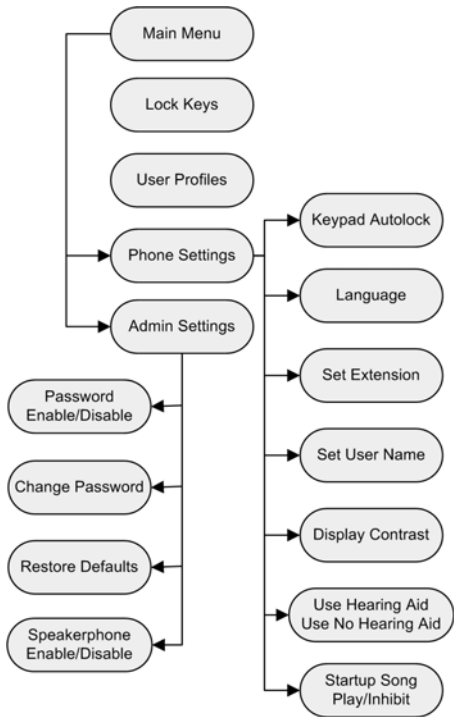 Main Menu
Lock Keys
User Profiles
Phone Settings
Admin Settings
Password
Enable/Disable
Change Password
Restore Defaults
Speakerphone
Enable/Disable
Keypad Autolock
Language
Set Extension
Set User Name
Display Contrast
Use Hearing Aid
Use No Hearing Aid
Startup Song
Play/Inhibit